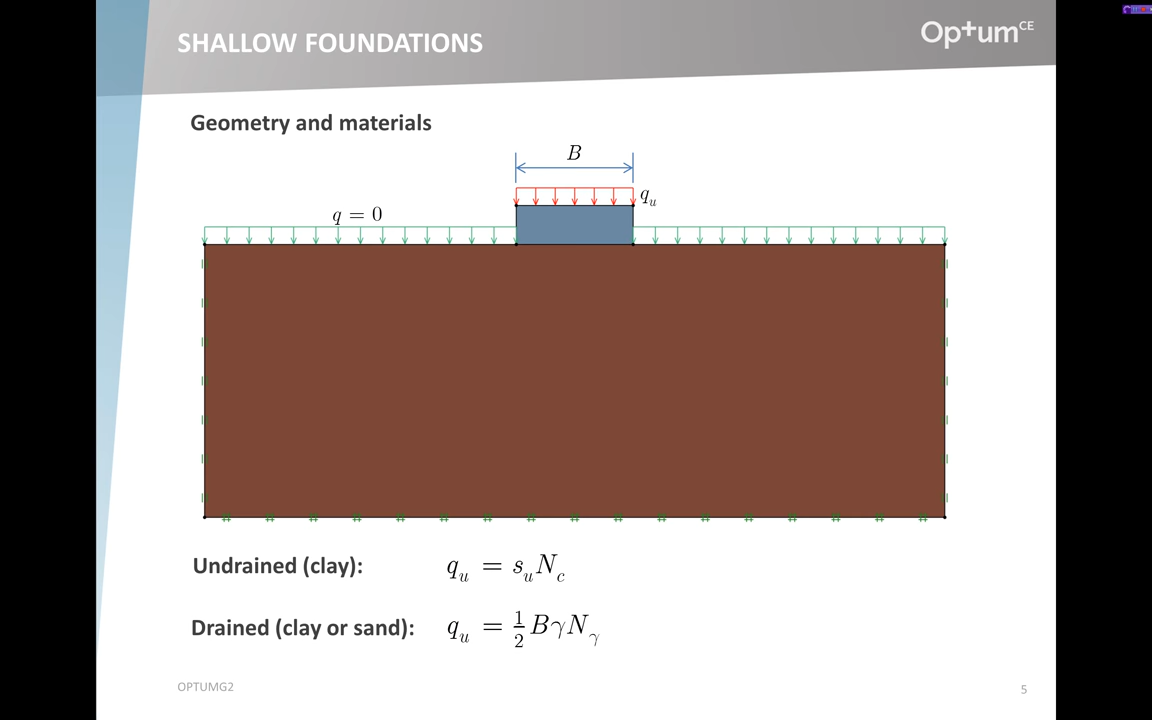 SHALLOW FOUNDATIONS
Op+um CE
Geometry and materials
B
q_u
q = 0
Undrained (clay): q_u = s_u N_c
Drained (clay or sand): q_u = 1/2 BγN_γ
OPTUMG2
5